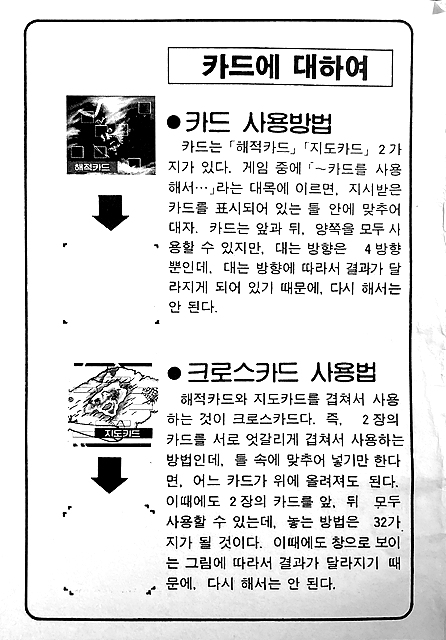 카드에 대하여
● 카드 사용방법
해적카드
카드는 「해적카드」 「지도카드」 2가
지가 있다. 게임 중에 「~카드를 사용
해서…」라는 대목에 이르면, 지시받은
카드를 표시되어 있는 틀 안에 맞추어
대자. 카드는 앞과 뒤, 양쪽을 모두 사
용할 수 있지만, 대는 방향은 4방향
뿐인데, 대는 방향에 따라서 결과가 달
라지게 되어 있기 때문에, 다시 해서는
안 된다.
● 크로스카드 사용법
지도카드
해적카드와 지도카드를 겹쳐서 사용
하는 것이 크로스카드다. 즉, 2장의
카드를 서로 엇갈리게 겹쳐서 사용하는
방법인데, 틀 속에 맞추어 넣기만 한다
면, 어느 카드가 위에 올려져도 된다.
이때에도 2장의 카드를 앞, 뒤 모두
사용할 수 있는데, 놓는 방법은 32가
지가 될 것이다. 이때에도 창으로 보이
는 그림에 따라서 결과가 달라지기 때
문에, 다시 해서는 안 된다.